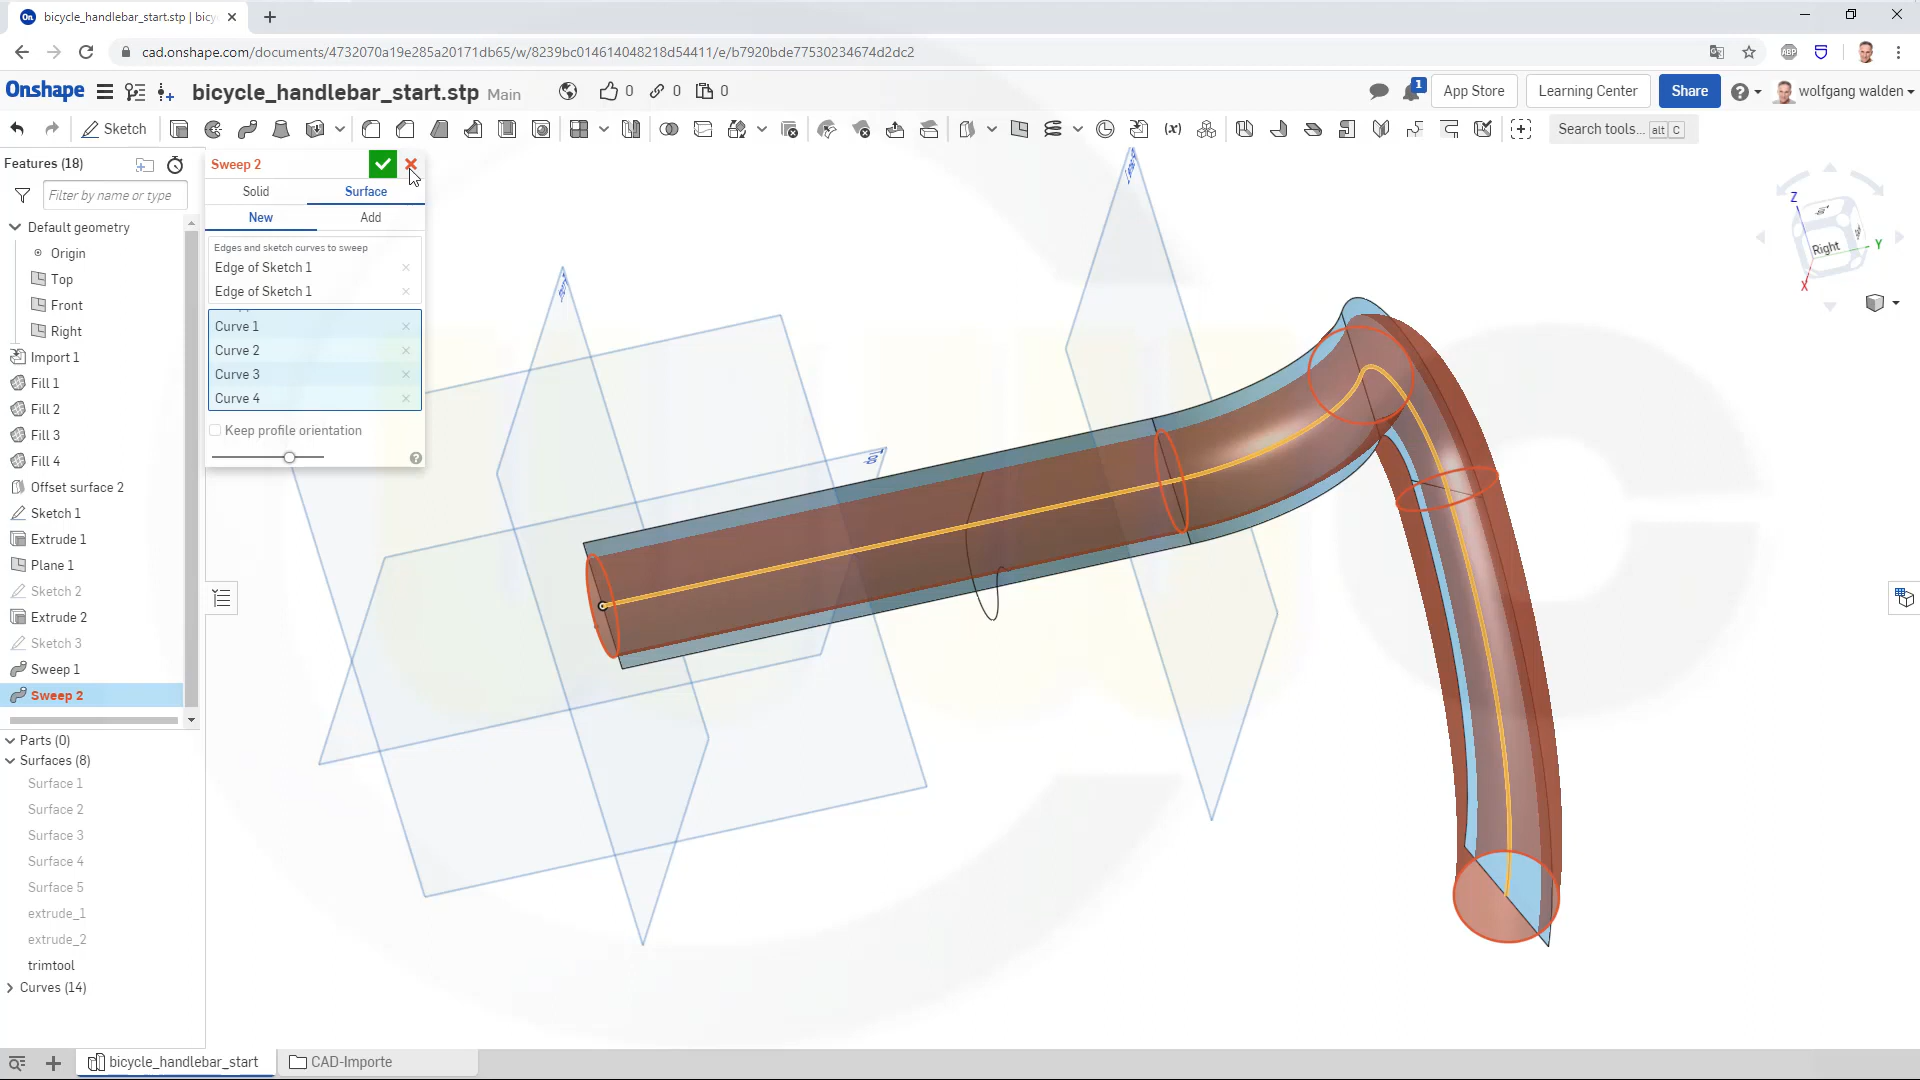 On bicycle_handlebar_start.stp | bicy
cad.onshape.com/documents/4732070a19e285a20171db65/w/8239bc014614048218d54411/e/b7920bde77530234674d2dc2
ABP
Onshape bicycle_handlebar_start.stp Main 0 0 0 1 App Store Learning Center Share wolfgang walden
Sketch (x) Search tools... alt C
Features (18)
Filter by name or type
Default geometry
Origin
Top
Front
Right
Import 1
Fill 1
Fill 2
Fill 3
Fill 4
Offset surface 2
Sketch 1
Extrude 1
Plane 1
Sketch 2
Extrude 2
Sketch 3
Sweep 1
Sweep 2
Parts (0)
Surfaces (8)
Surface 1
Surface 2
Surface 3
Surface 4
Surface 5
extrude_1
extrude_2
trimtool
Curves (14)
Sweep 2
Solid Surface
New Add
Edges and sketch curves to sweep
Edge of Sketch 1
Edge of Sketch 1
Curve 1
Curve 2
Curve 3
Curve 4
Keep profile orientation
Top
Z
Right
Y
X
bicycle_handlebar_start CAD-Importe